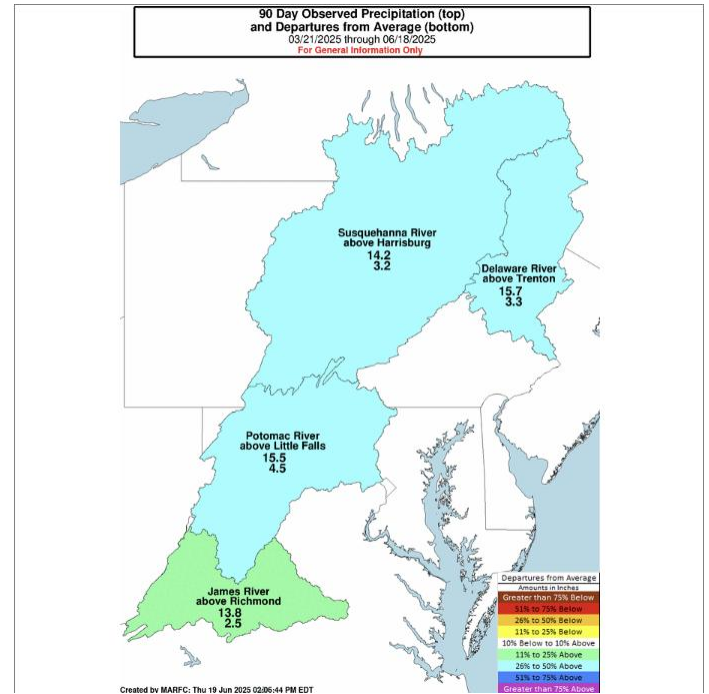 90 Day Observed Precipitation (top)
and Departures from Average (bottom)
03/21/2025 through 06/18/2025
For General Information Only
Susquehanna River
above Harrisburg
14.2
3.2
Delaware River
above Trenton
15.7
3.3
Potomac River
above Little Falls
15.5
4.5
James River
above Richmond
13.8
2.5
Departures from Average
Amounts in Inches
Greater than 75% Below
51% to 75% Below
26% to 50% Below
11% to 25% Below
10% Below to 10% Above
11% to 25% Above
26% to 50% Above
51% to 75% Above
Greater than 75% Above
Created by MARFC: Thu 19 Jun 2025 02:06:44 PM EDT